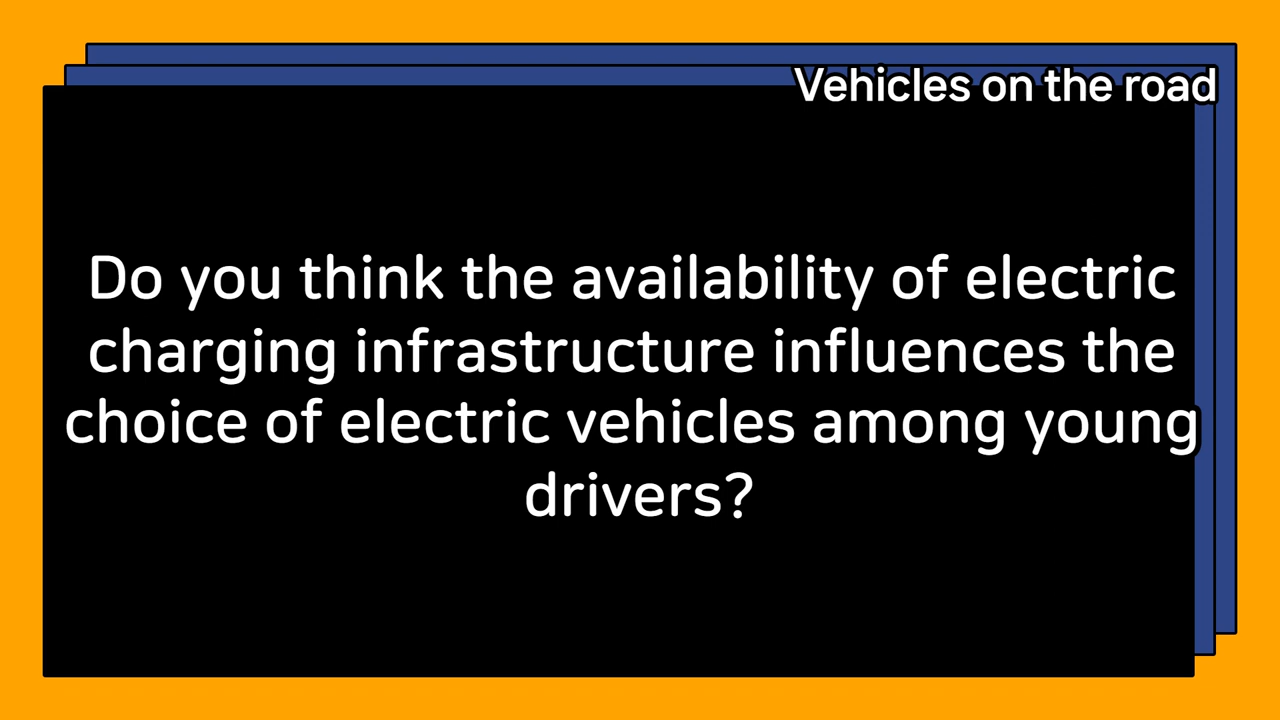 Vehicles on the road
Do you think the availability of electric
charging infrastructure influences the
choice of electric vehicles among young
drivers?